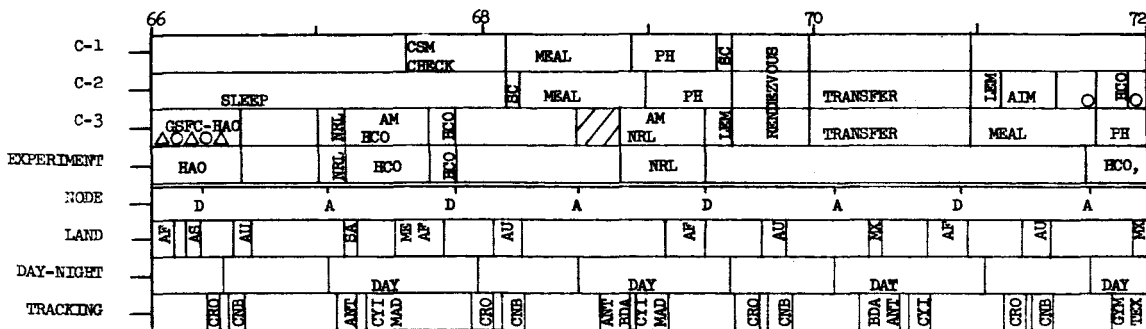 66 68 70 72
C-1 CSM CHECK MEAL PH SC RENDEZVOUS
C-2 SLEEP SC MEAL PH TRANSFER LEM AIM HCO
C-3 GSFC-HAO NRL AM HCO HCO AM NRL LEM TRANSFER MEAL PH
EXPERIMENT HAO NRL HCO HCO NRL HCO,
NODE D A D A D A D A
LAND AF AS AU SA ME AF AU AF AU MX AF AU MX
DAY-NIGHT DAY DAY DAY DAY
TRACKING CRO CNB ANT CYI MAD CRO CNB ANT BDA CYI MAD CRO CNB BDA ANT CYI CRO CNB GYM TEX